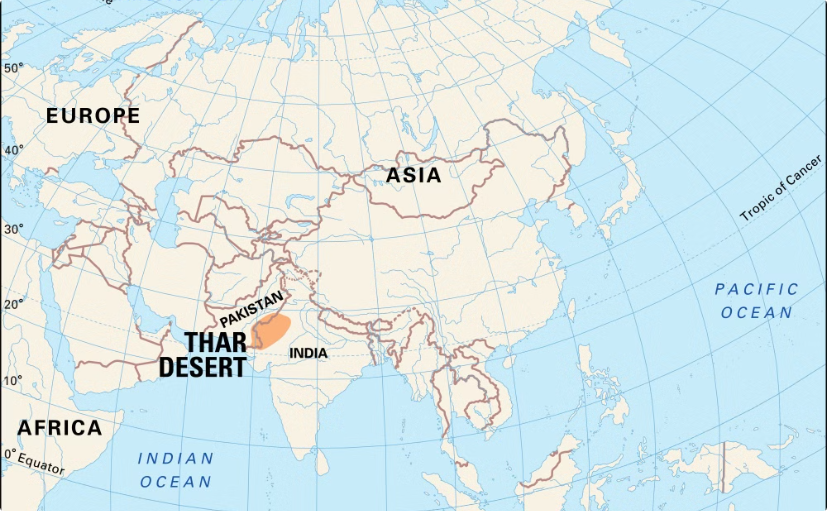 50°
EUROPE
40°
ASIA
Tropic of Cancer
30°
20°
PACIFIC
OCEAN
PAKISTAN
THAR
DESERT
INDIA
10°
AFRICA
0° Equator
INDIAN
OCEAN